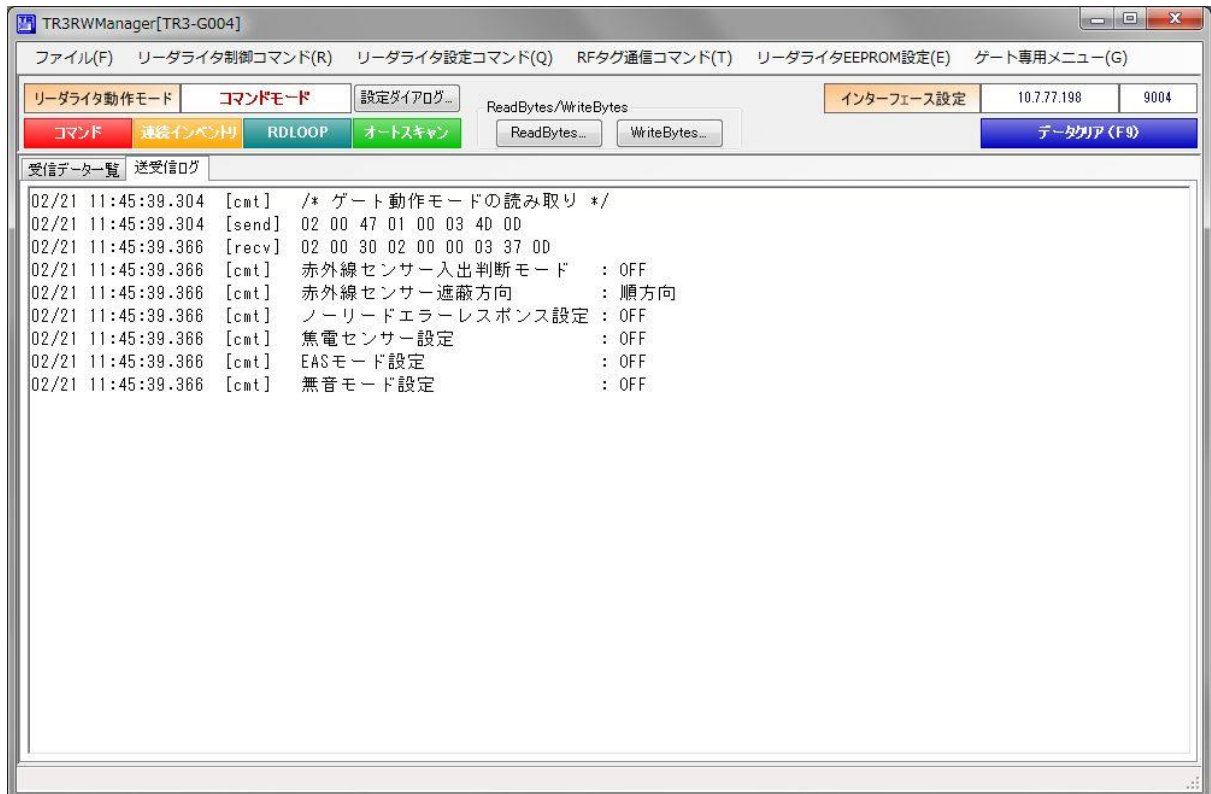 TR3RWManager[TR3-G004]
ファイル(F) リーダライタ制御コマンド(R) リーダライタ設定コマンド(Q) RFタグ通信コマンド(T) リーダライタEEPROM設定(E) ゲート専用メニュー(G)
リーダライタ動作モード コマンドモード 設定ダイアログ... ReadBytes/WriteBytes インターフェース設定 10.7.77.198 9004
コマンド 連続インベントリ RDLOOP オートスキャン ReadBytes... WriteBytes... データクリア(F9)
受信データ一覧 送受信ログ
02/21 11:45:39.304 [cmt] /* ゲート動作モードの読み取り */
02/21 11:45:39.304 [send] 02 00 47 01 00 03 4D 0D
02/21 11:45:39.366 [recv] 02 00 30 02 00 00 03 37 0D
02/21 11:45:39.366 [cmt] 赤外線センサー入出判断モード : OFF
02/21 11:45:39.366 [cmt] 赤外線センサー遮蔽方向 : 順方向
02/21 11:45:39.366 [cmt] ノーリードエラーレスポンス設定 : OFF
02/21 11:45:39.366 [cmt] 焦電センサー設定 : OFF
02/21 11:45:39.366 [cmt] EASモード設定 : OFF
02/21 11:45:39.366 [cmt] 無音モード設定 : OFF